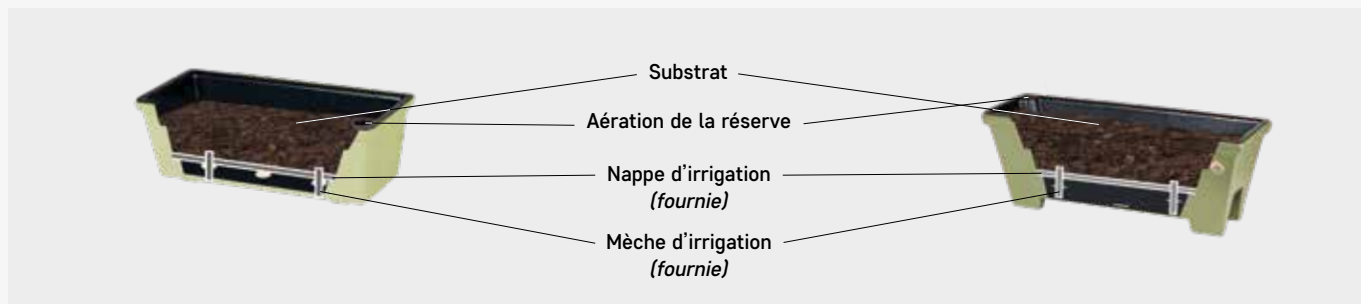 Substrat
Aération de la réserve
Nappe d’irrigation
(fournie)
Mèche d’irrigation
(fournie)